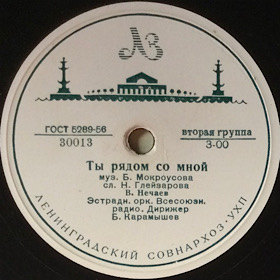 ЛЗ
ГОСТ 5289-56
30013
вторая группа
3-00
Ты рядом со мной
муз. Б. Мокроусова
сл. Н. Глейзарова
В. Нечаев
Эстрадн. орк. Всесоюзн.
радио. Дирижер
Б. Карамышев
ЛЕНИНГРАДСКИЙ СОВНАРХОЗ·УХП